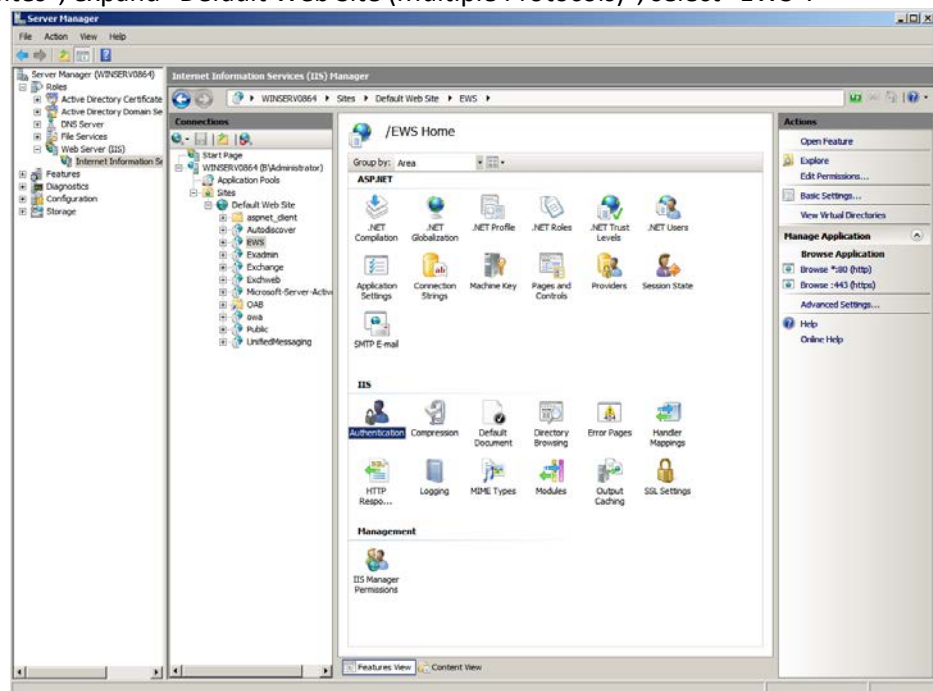 ites", expand "Default Web Site (Multiple Protocols)", select "EWS".
Server Manager
File Action View Help
Server Manager (WINSERV0864)
Roles
Active Directory Certificate
Active Directory Domain Se
DNS Server
File Services
Web Server (IIS)
Internet Information Se
Features
Diagnostics
Configuration
Storage
Internet Information Services (IIS) Manager
WINSERV0864 Sites Default Web Site EWS
Connections
Start Page
WINSERV0864 (B\Administrator)
Application Pools
Sites
Default Web Site
aspnet_client
Autodiscover
EWS
Exadmin
Exchange
Exchweb
Microsoft-Server-Active
OAB
owa
Public
UnifiedMessaging
/EWS Home
Group by: Area
ASP.NET
.NET Compilation
.NET Globalization
.NET Profile
.NET Roles
.NET Trust Levels
.NET Users
Application Settings
Connection Strings
Machine Key
Pages and Controls
Providers
Session State
SMTP E-mail
IIS
Authentication
Compression
Default Document
Directory Browsing
Error Pages
Handler Mappings
HTTP Respo...
Logging
MIME Types
Modules
Output Caching
SSL Settings
Management
IIS Manager Permissions
Features View Content View
Actions
Open Feature
Explore
Edit Permissions...
Basic Settings...
View Virtual Directories
Manage Application
Browse Application
Browse *:80 (http)
Browse :443 (https)
Advanced Settings...
Help
Online Help